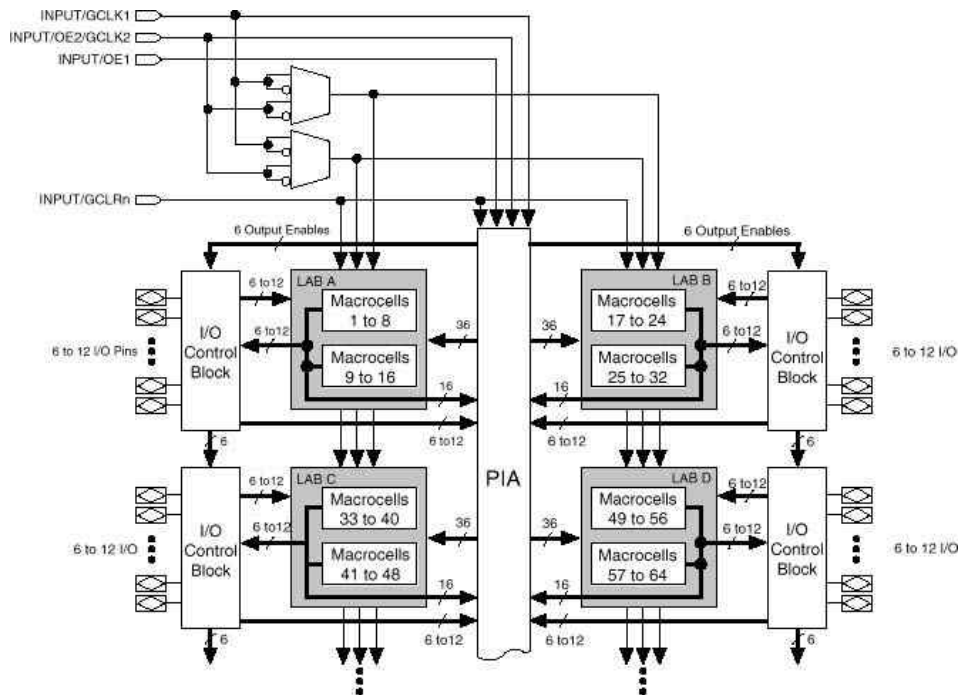 INPUT/GCLK1
INPUT/OE2/GCLK2
INPUT/OE1
INPUT/GCLRn
6 Output Enables
6 Output Enables
6 to12
LAB A
Macrocells
1 to 8
LAB B
Macrocells
17 to 24
6 to12
6 to 12 I/O Pins
I/O
Control
Block
6 to12
Macrocells
9 to 16
36
36
Macrocells
25 to 32
6 to12
I/O
Control
Block
6 to 12 I/O
16
16
6 to12
6 to12
6
6
PIA
6 to12
LAB C
Macrocells
33 to 40
LAB D
Macrocells
49 to 56
6 to12
6 to 12 I/O
I/O
Control
Block
6 to12
Macrocells
41 to 48
36
36
Macrocells
57 to 64
6 to12
I/O
Control
Block
6 to 12 I/O
16
16
6 to12
6 to12
6
6